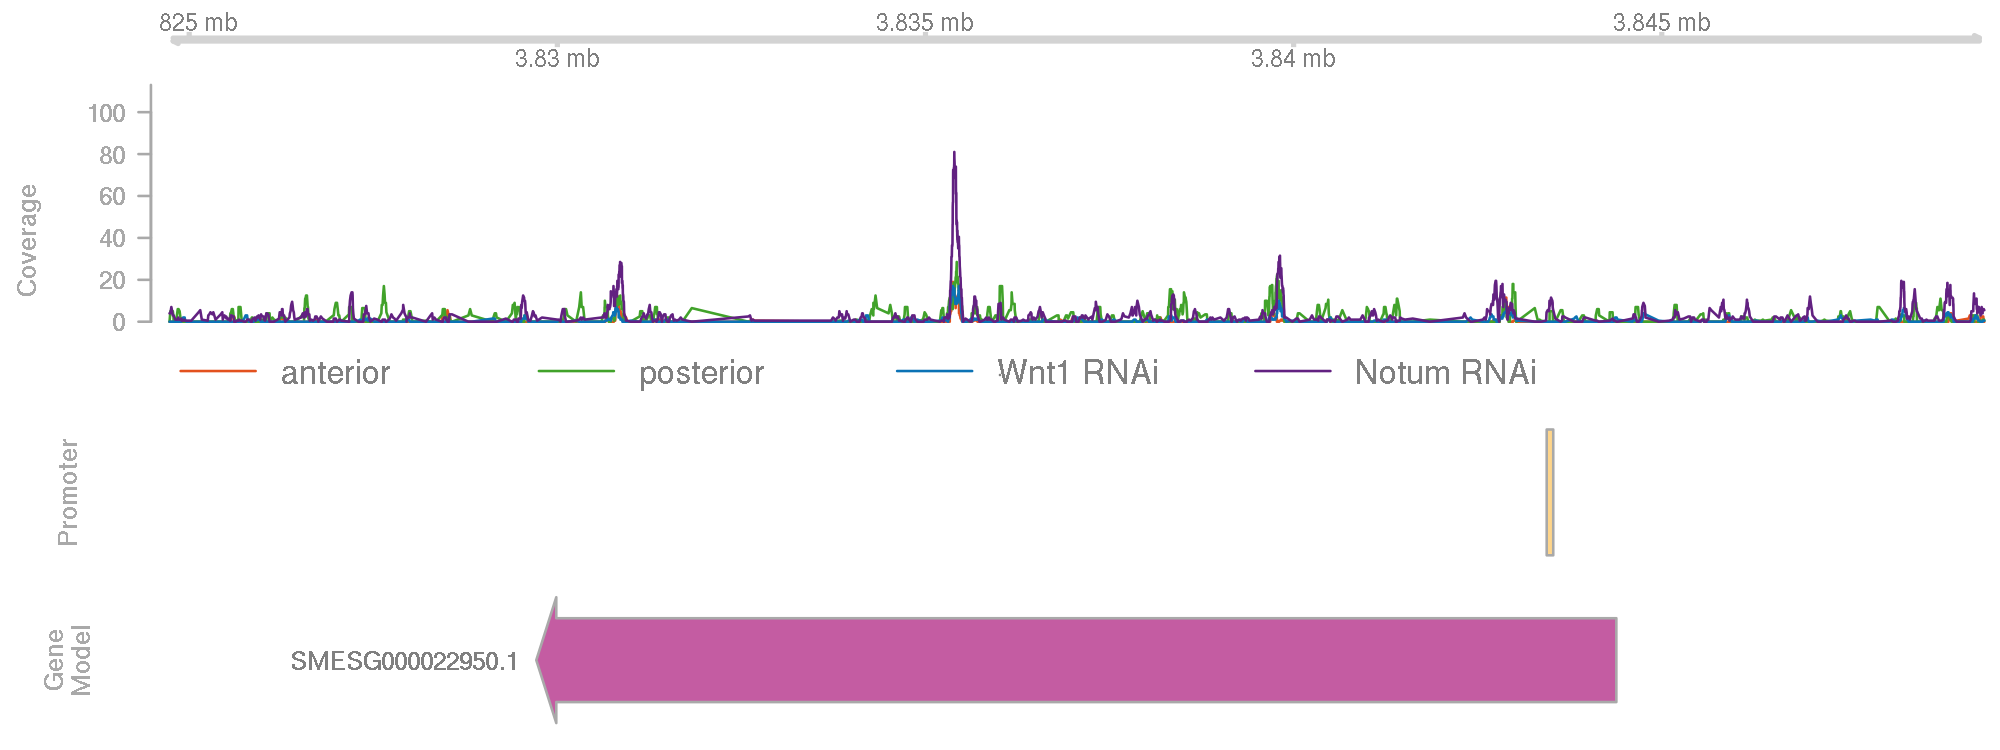 825 mb 3.835 mb 3.845 mb
3.83 mb 3.84 mb
100
80
60
40
20
0
Coverage
anterior posterior Wnt1 RNAi Notum RNAi
Promoter
Gene
Model
SMESG000022950.1